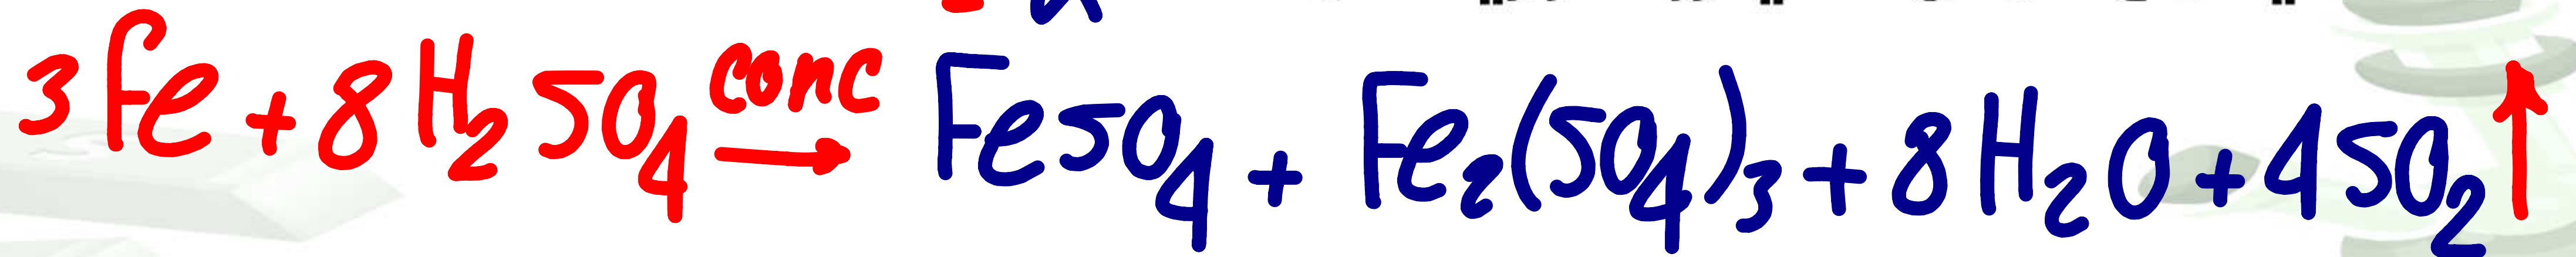 3Fe + 8H₂SO₄ conc → FeSO₄ + Fe₂(SO₄)₃ + 8H₂O + 4SO₂↑